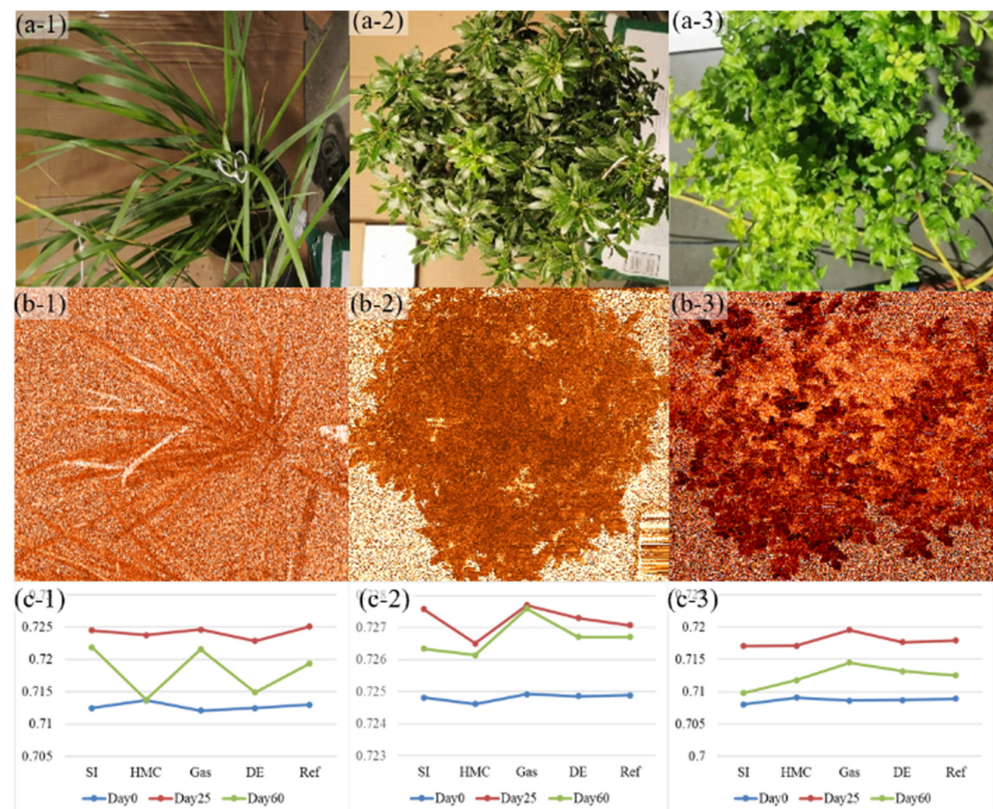 (a-1) (a-2) (a-3)
(b-1) (b-2) (b-3)
(c-1) (c-2) (c-3)
0.725
0.72
0.715
0.71
0.705
SI HMC Gas DE Ref
Day0 Day25 Day60
0.728
0.727
0.726
0.725
0.724
0.723
SI HMC Gas DE Ref
Day0 Day25 Day60
0.72
0.715
0.71
0.705
0.7
SI HMC Gas DE Ref
Day0 Day25 Day60